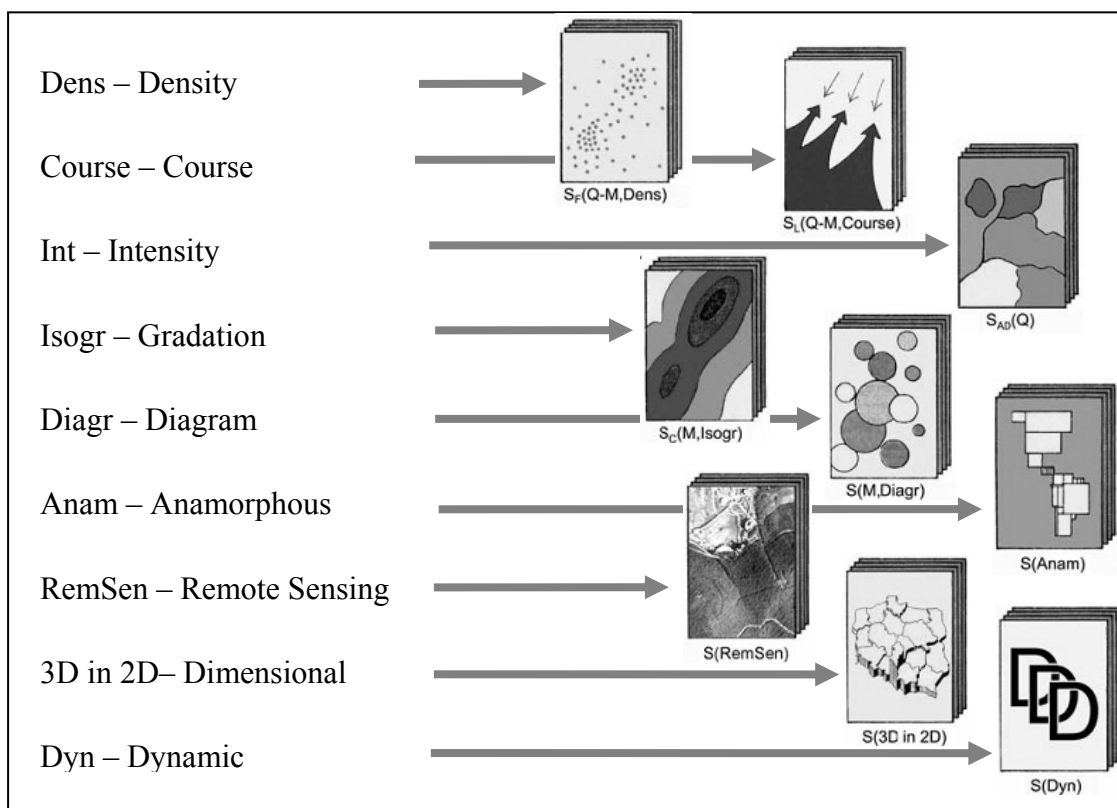 Dens – Density
S_F(Q-M,Dens)
Course – Course
S_L(Q-M,Course)
Int – Intensity
S_AD(Q)
Isogr – Gradation
S_C(M,Isogr)
Diagr – Diagram
S(M,Diagr)
Anam – Anamorphous
S(Anam)
RemSen – Remote Sensing
S(RemSen)
3D in 2D– Dimensional
S(3D in 2D)
DDD
Dyn – Dynamic
S(Dyn)